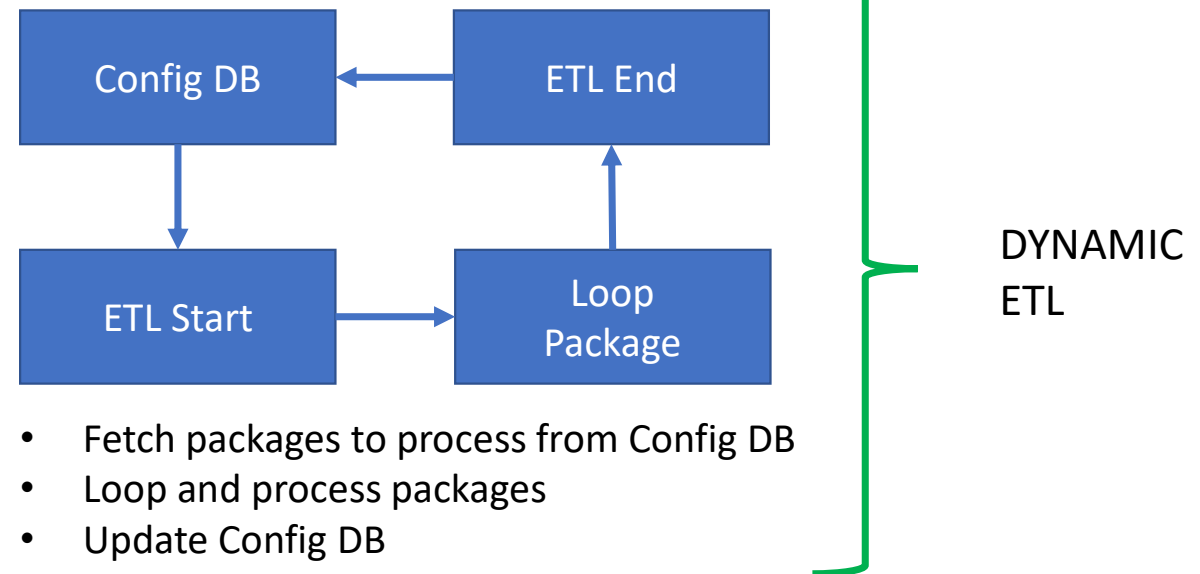 Config DB
ETL End
ETL Start
Loop
Package
• Fetch packages to process from Config DB
• Loop and process packages
• Update Config DB
DYNAMIC
ETL